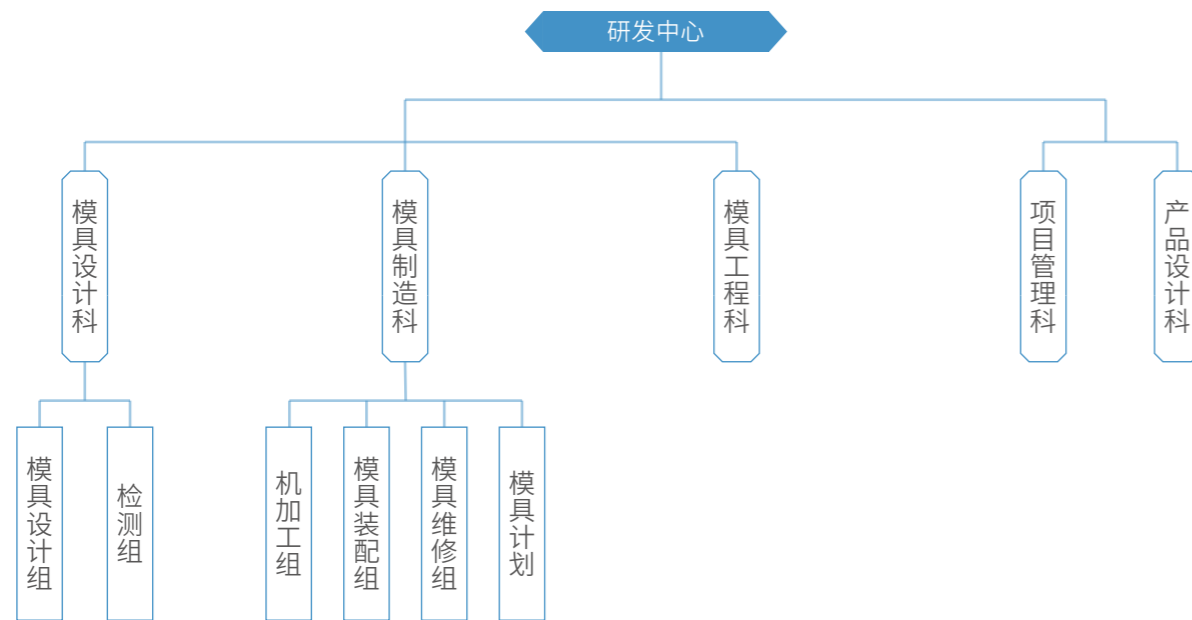 研发中心
模具设计科
模具制造科
模具工程科
项目管理科
产品设计科
模具设计组
检测组
机加工组
模具装配组
模具维修组
模具计划